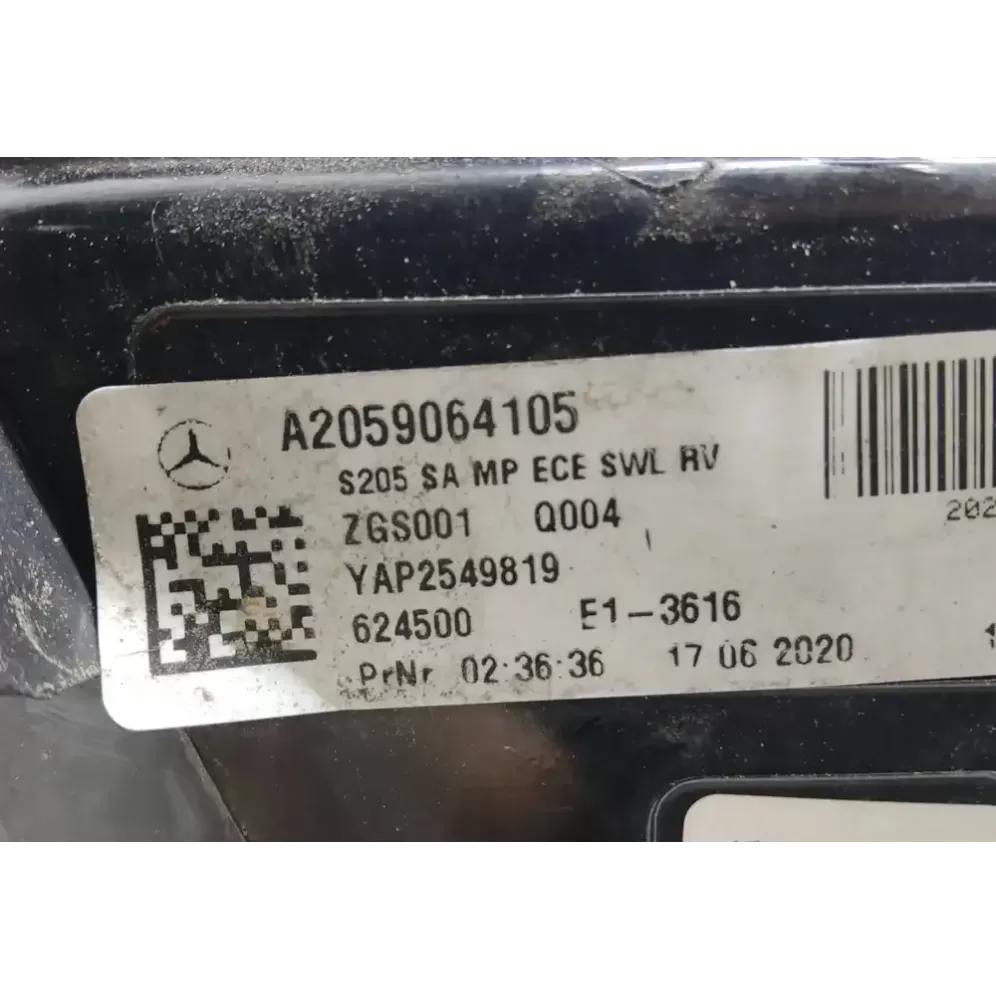 A2059064105
S205 SA MP ECE SWL RV
ZGS001 Q004
202
YAP2549819
624500 E1-3616
PrNr 02:36:36 17 06 2020